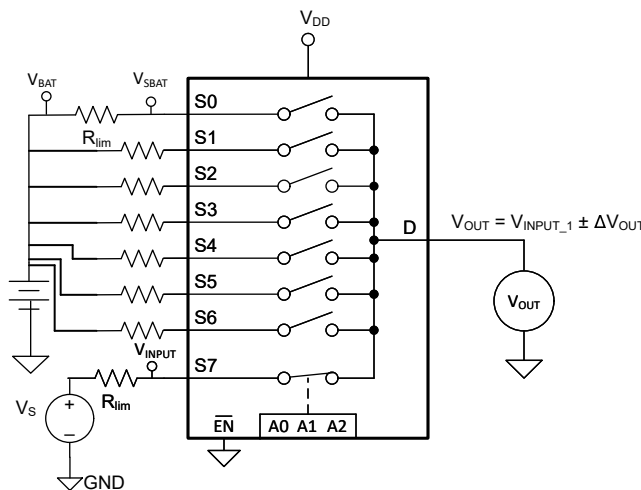 VDD
VBAT
VSBAT
Rlim
S0
S1
S2
S3
S4
S5
S6
S7
D
VOUT = VINPUT_1 ± ΔVOUT
VOUT
VINPUT
Rlim
VS
GND
EN
A0 A1 A2